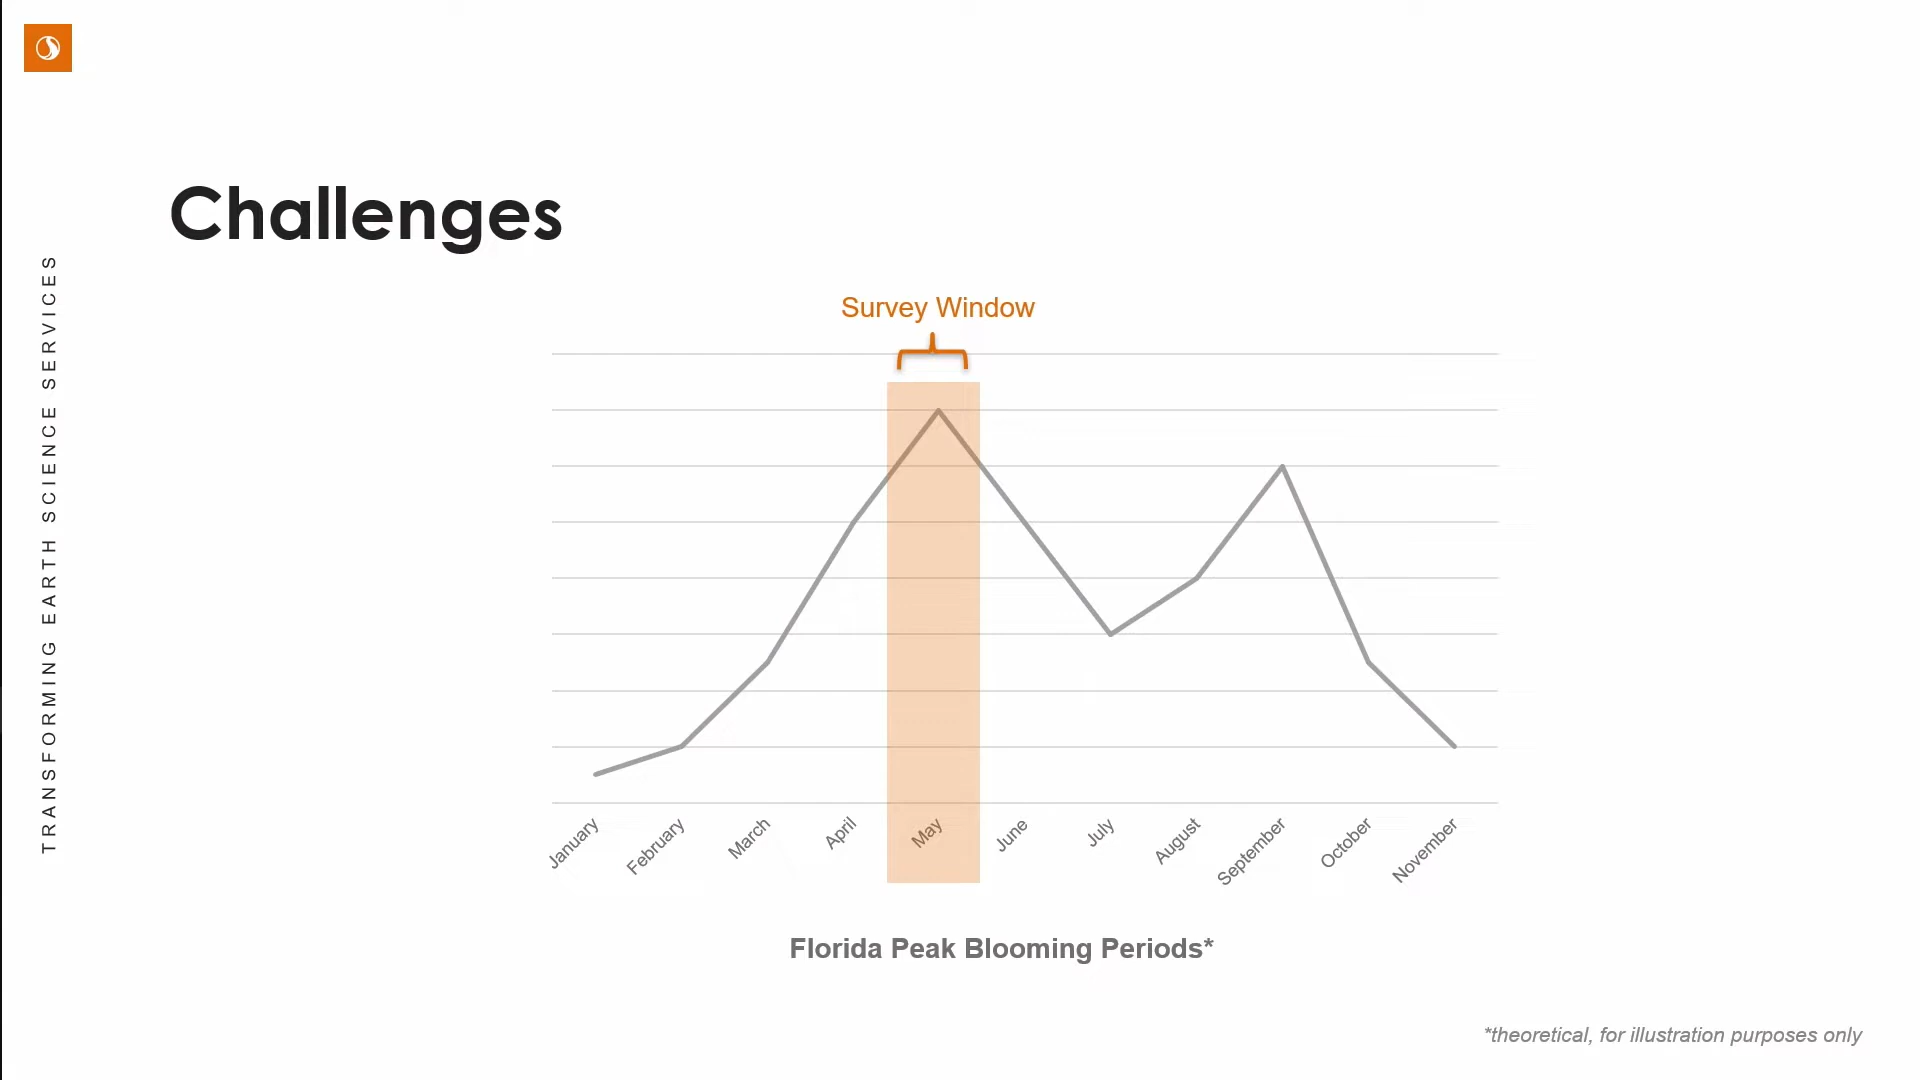 TRANSFORMING EARTH SCIENCE SERVICES
Challenges
Survey Window
January
February
March
April
May
June
July
August
September
October
November
Florida Peak Blooming Periods*
*theoretical, for illustration purposes only